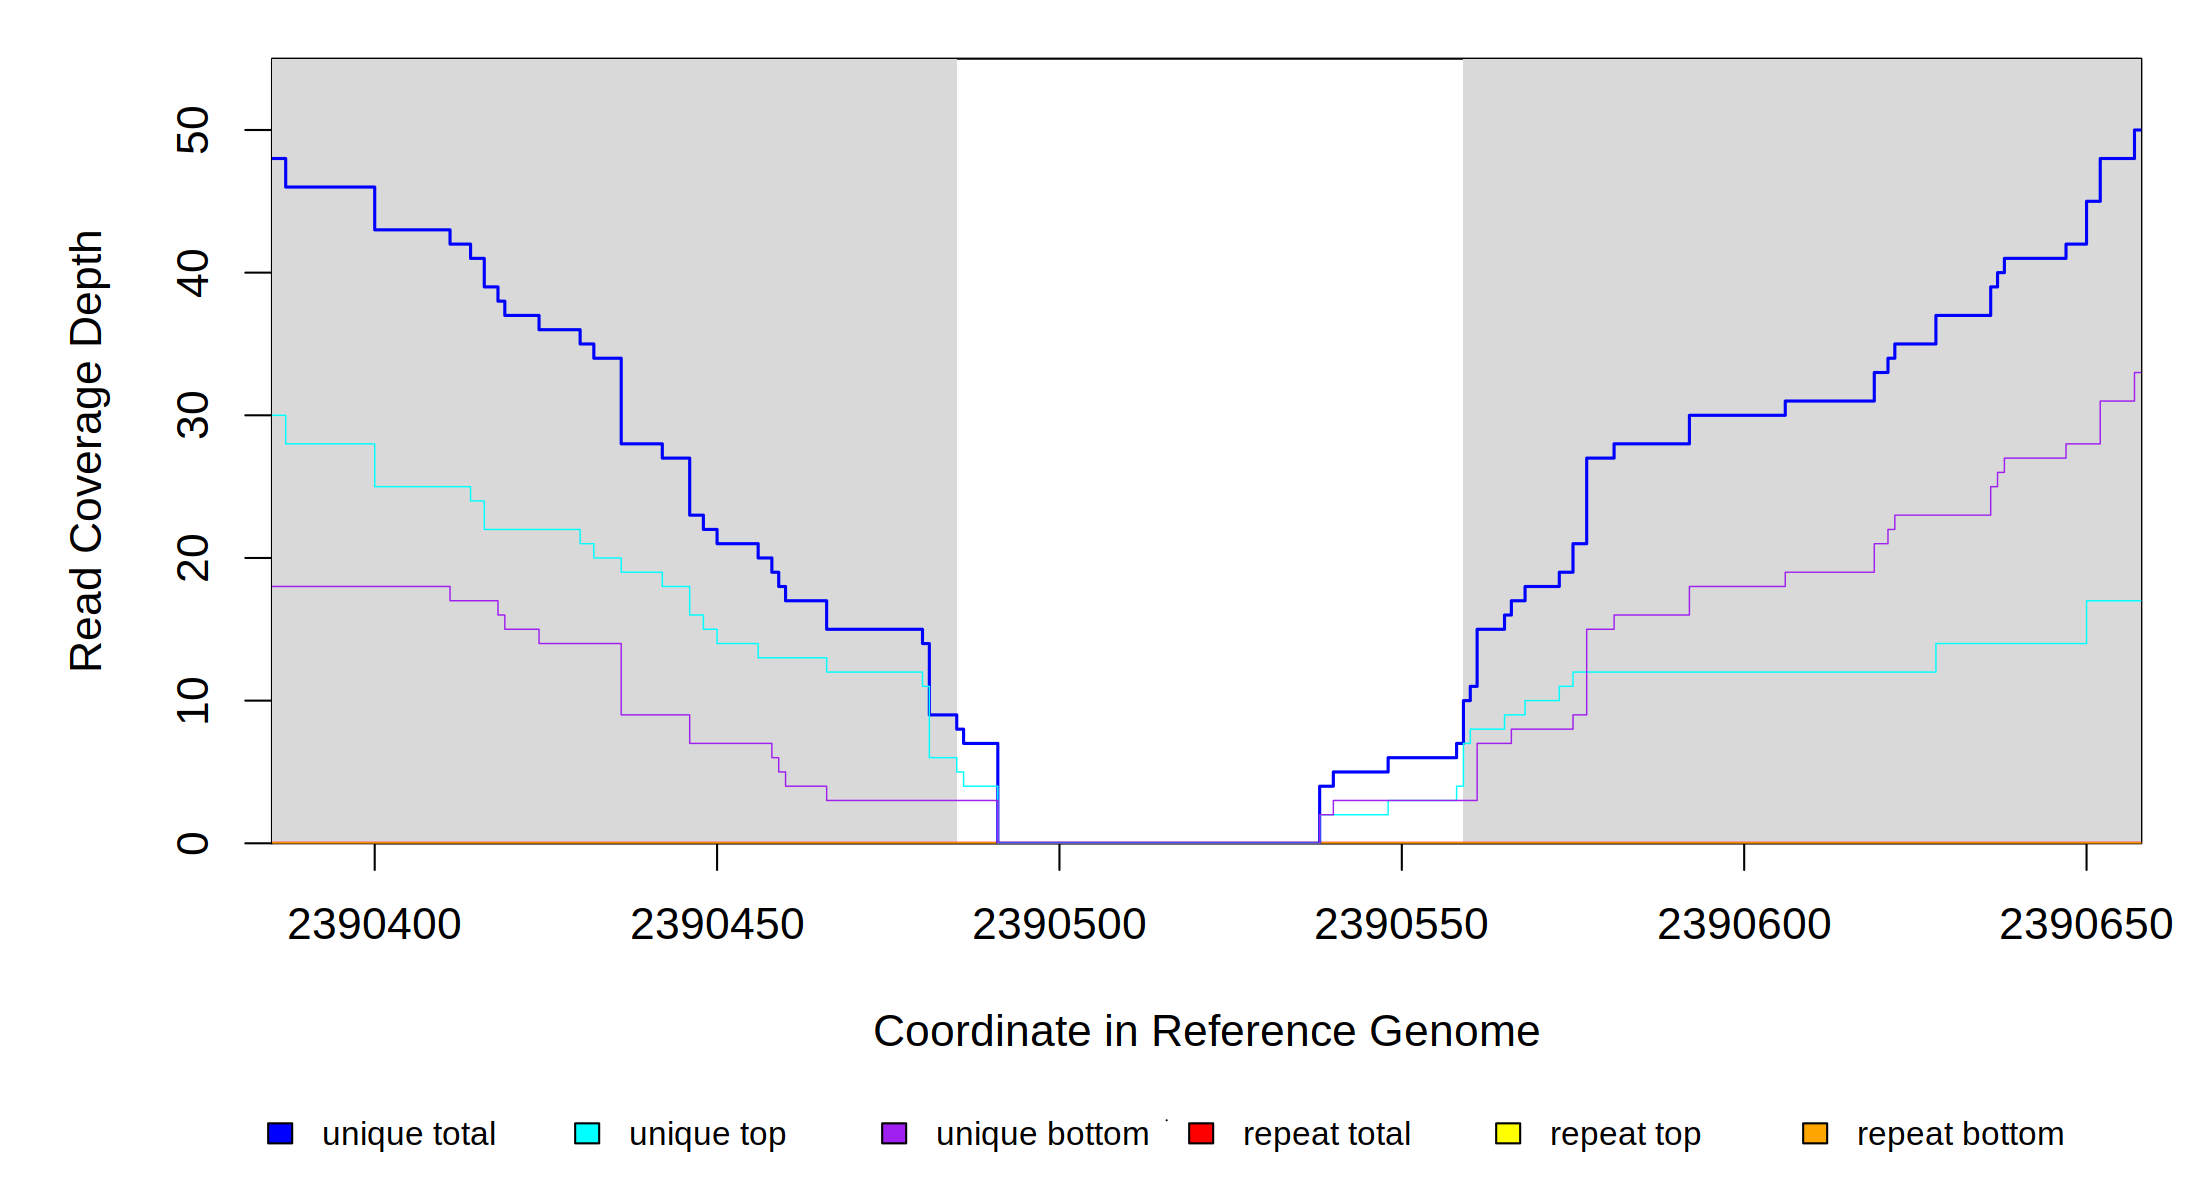 Read Coverage Depth
50
40
30
20
10
0
2390400 2390450 2390500 2390550 2390600 2390650
Coordinate in Reference Genome
unique total unique top unique bottom repeat total repeat top repeat bottom